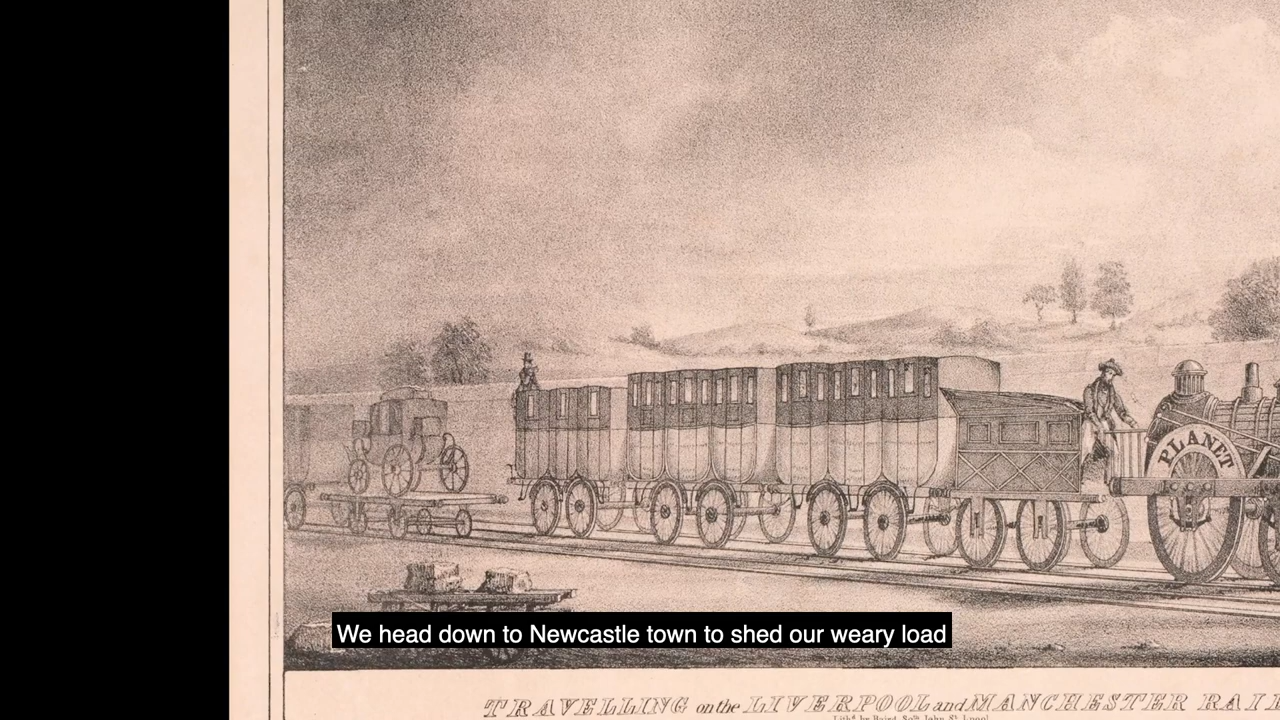 PLANET
We head down to Newcastle town to shed our weary load
TRAVELLING on the LIVERPOOL and MANCHESTER RAI